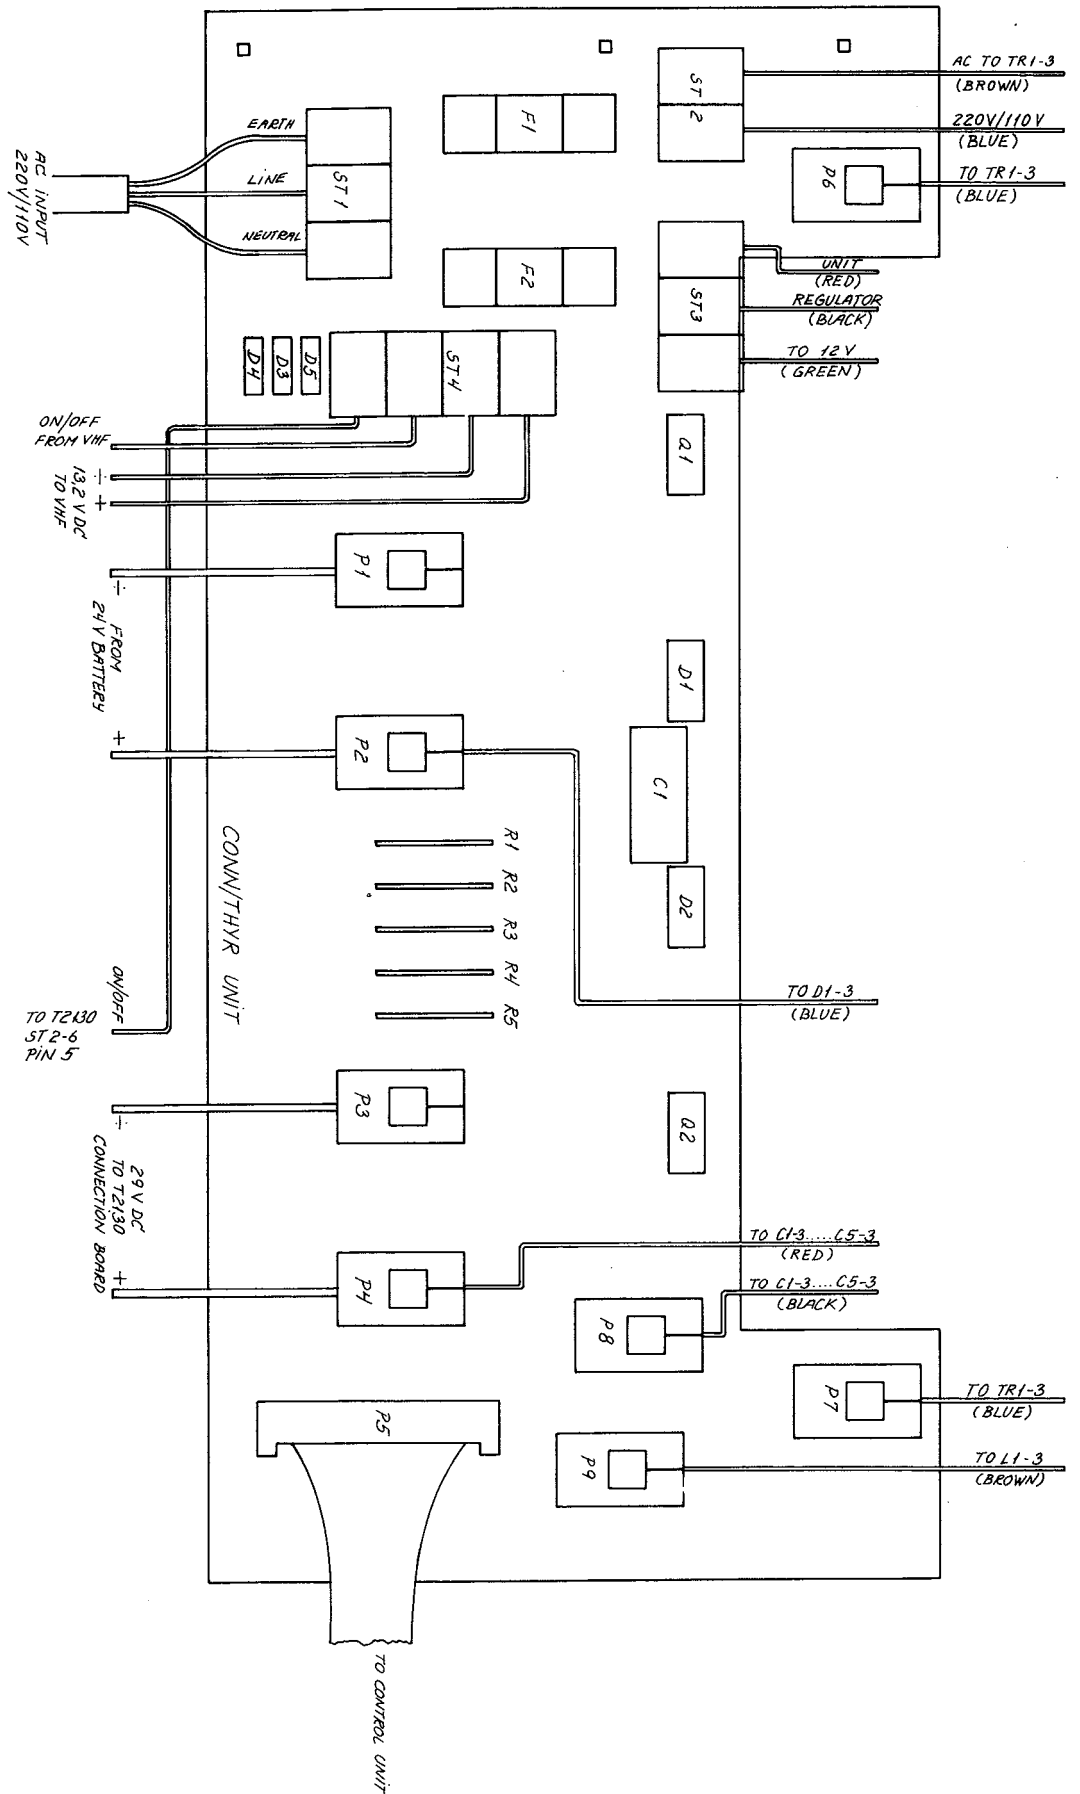 AC TO TR1-3
(BROWN)
220V/110V
(BLUE)
TO TR1-3
(BLUE)
ST 2
P6
F1
EARTH
LINE
NEUTRAL
ST1
AC INPUT
220V/110V
F2
UNIT
(RED)
REGULATOR
(BLACK)
TO 12V
(GREEN)
ST3
D4
D3
D5
ST4
Q1
ON/OFF
FROM VHF
÷
+
13,2 V DC
TO VHF
P1
÷
FROM
24V BATTERY
+
P2
D1
C1
D2
R1
R2
R3
R4
R5
CONN/THYR UNIT
TO D1-3
(BLUE)
ON/OFF
TO T2130
ST 2-6
PIN 5
P3
Q2
÷
29V DC
TO T2130
CONNECTION BOARD
+
P4
TO C1-3.....C5-3
(RED)
TO C1-3....C5-3
(BLACK)
P8
P7
TO TR1-3
(BLUE)
P5
P9
TO L1-3
(BROWN)
TO CONTROL UNIT